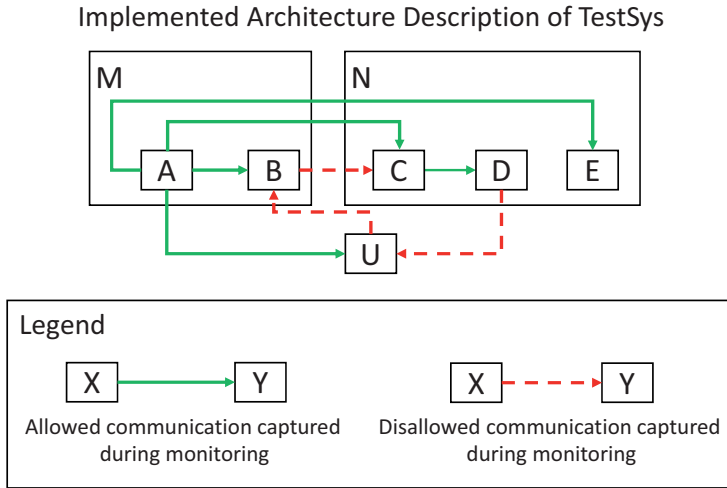 Implemented Architecture Description of TestSys
M
N
A
B
C
D
E
U
Legend
X
Y
X
Y
Allowed communication captured
during monitoring
Disallowed communication captured
during monitoring